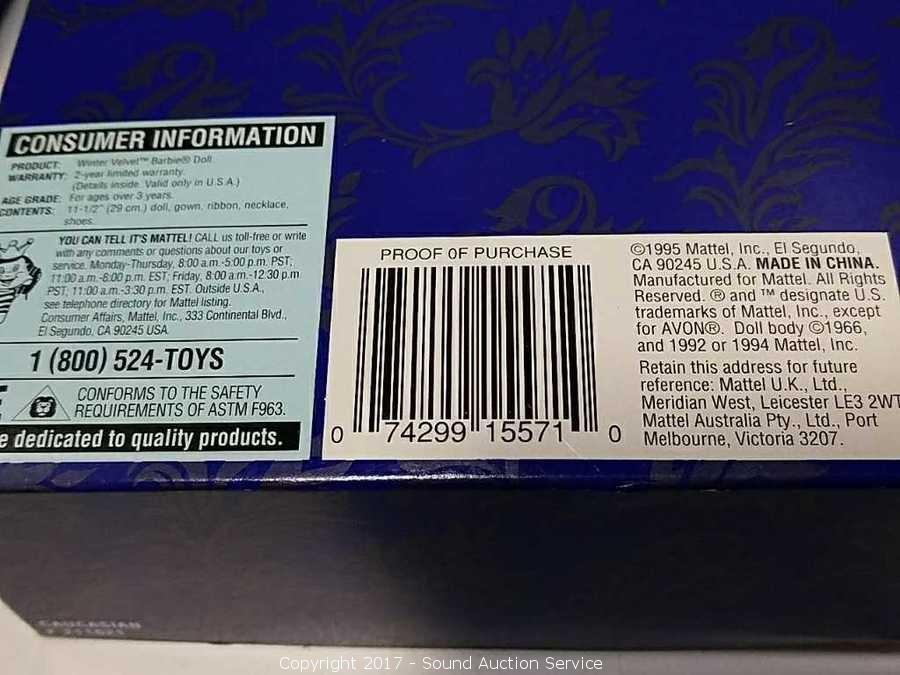 CONSUMER INFORMATION
PRODUCT: Winter Velvet™ Barbie® Doll.
WARRANTY: 2-year limited warranty.
(Details inside. Valid only in U.S.A.)
AGE GRADE: For ages over 3 years.
CONTENTS: 11-1/2" (29 cm.) doll, gown, ribbon, necklace,
shoes.
YOU CAN TELL IT'S MATTEL! CALL us toll-free or write
with any comments or questions about our toys or
service. Monday-Thursday, 8:00 a.m.-5:00 p.m. PST;
11:00 a.m.-8:00 p.m. EST; Friday, 8:00 a.m.-12:30 p.m
PST, 11:00 a.m.-3:30 p.m. EST. Outside U.S.A.,
see telephone directory for Mattel listing.
Consumer Affairs, Mattel, Inc., 333 Continental Blvd.,
El Segundo, CA 90245 USA.
1 (800) 524-TOYS
CONFORMS TO THE SAFETY
REQUIREMENTS OF ASTM F963.
e dedicated to quality products.
PROOF OF PURCHASE
0 74299 15571 0
©1995 Mattel, Inc., El Segundo,
CA 90245 U.S.A. MADE IN CHINA.
Manufactured for Mattel. All Rights
Reserved. ® and ™ designate U.S.
trademarks of Mattel, Inc., except
for AVON®. Doll body ©1966,
and 1992 or 1994 Mattel, Inc.
Retain this address for future
reference: Mattel U.K., Ltd.,
Meridian West, Leicester LE3 2WT
Mattel Australia Pty., Ltd., Port
Melbourne, Victoria 3207.
CAUCASIAN
Copyright 2017 - Sound Auction Service